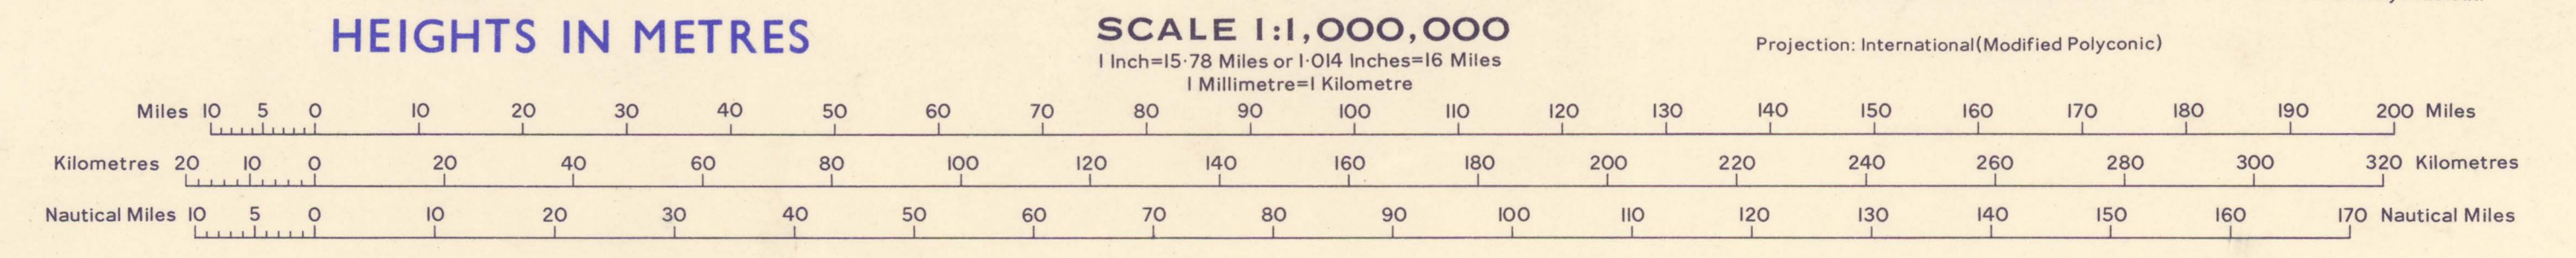 HEIGHTS IN METRES
SCALE 1:1,000,000
1 Inch=15·78 Miles or 1·014 Inches=16 Miles
1 Millimetre=1 Kilometre
Projection: International(Modified Polyconic)
Miles 10 5 0 10 20 30 40 50 60 70 80 90 100 110 120 130 140 150 160 170 180 190 200 Miles
Kilometres 20 10 0 20 40 60 80 100 120 140 160 180 200 220 240 260 280 300 320 Kilometres
Nautical Miles 10 5 0 10 20 30 40 50 60 70 80 90 100 110 120 130 140 150 160 170 Nautical Miles